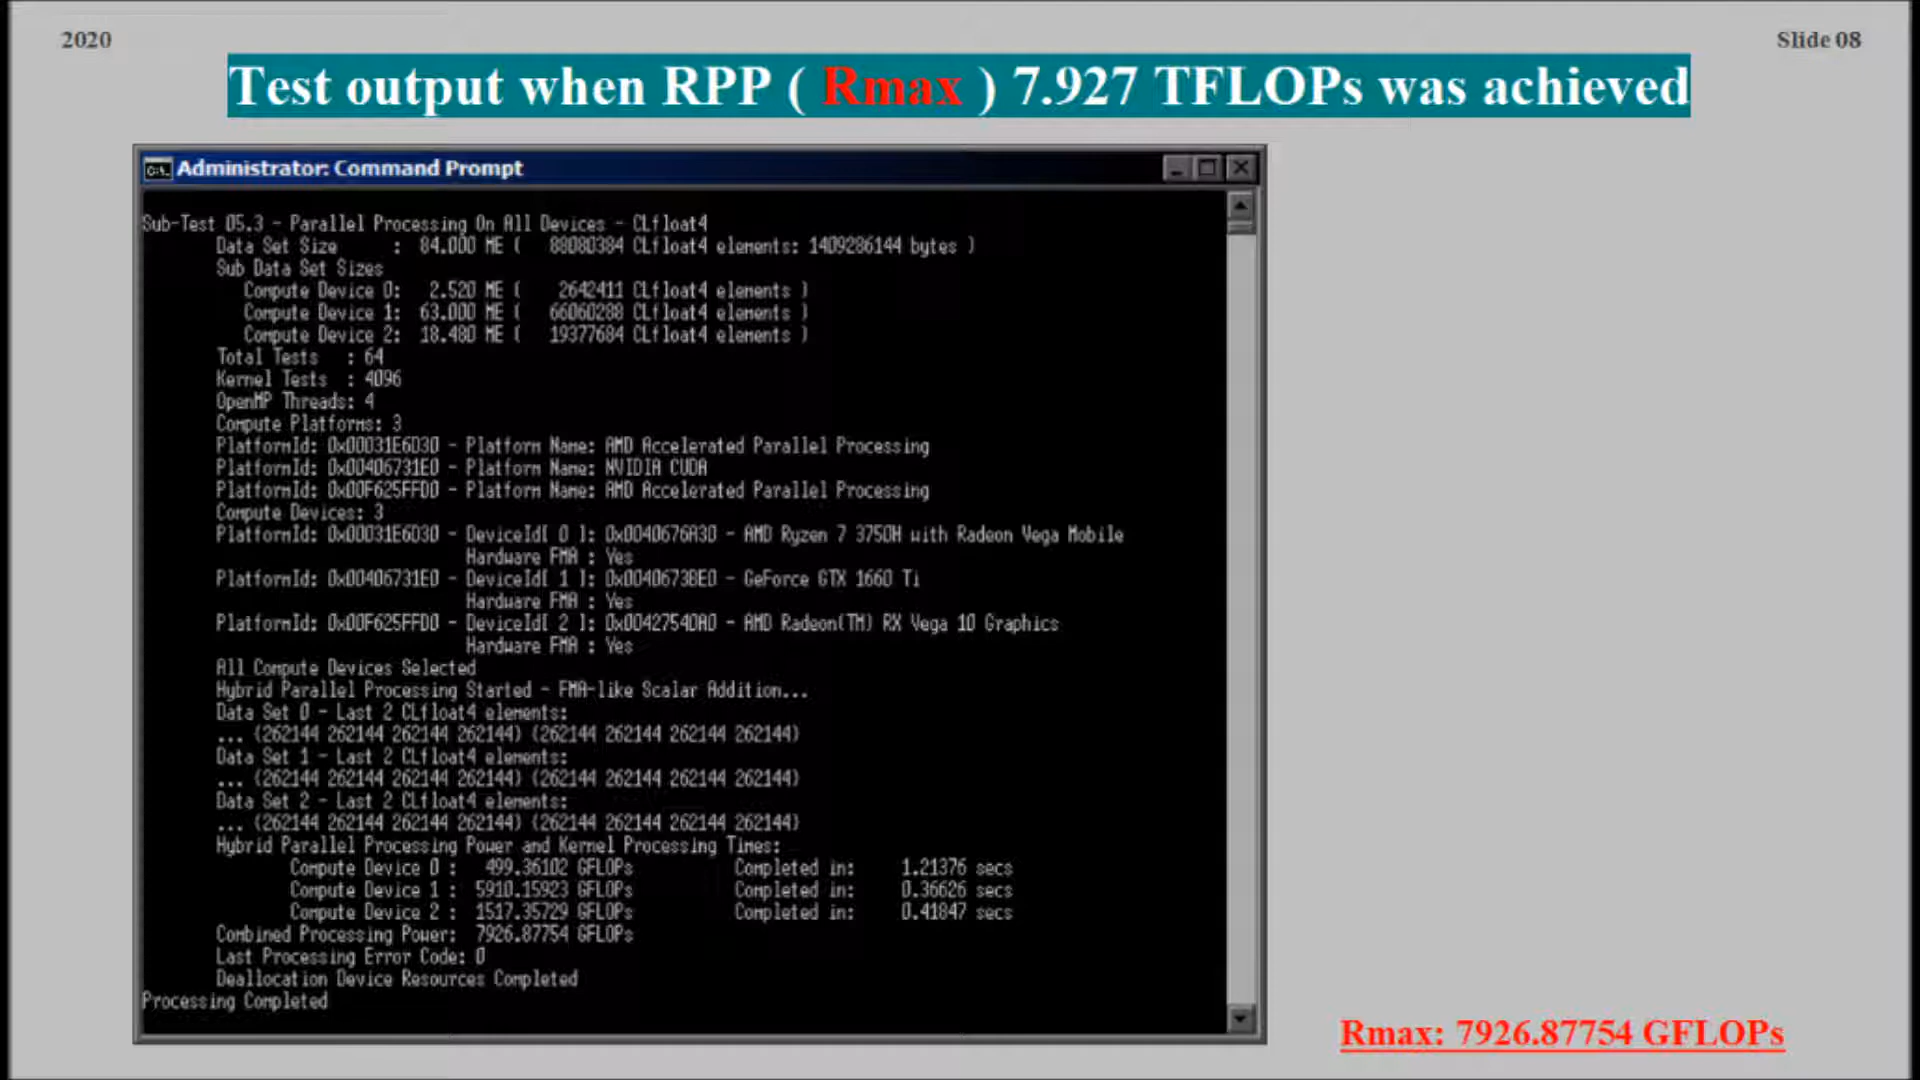 2020
Slide 08
Test output when RPP ( Rmax ) 7.927 TFLOPs was achieved
Administrator: Command Prompt
Sub-Test 05.3 - Parallel Processing On All Devices - CLfloat4
Data Set Size : 84.000 ME ( 88080384 CLfloat4 elements: 1409286144 bytes )
Sub Data Set Sizes
Compute Device 0: 2.520 ME ( 2642411 CLfloat4 elements )
Compute Device 1: 63.000 ME ( 66060288 CLfloat4 elements )
Compute Device 2: 18.480 ME ( 19377684 CLfloat4 elements )
Total Tests : 64
Kernel Tests : 4096
OpenMP Threads: 4
Compute Platforms: 3
PlatformId: 0x00031E6D30 - Platform Name: AMD Accelerated Parallel Processing
PlatformId: 0x00406731E0 - Platform Name: NVIDIA CUDA
PlatformId: 0x00F625FFD0 - Platform Name: AMD Accelerated Parallel Processing
Compute Devices: 3
PlatformId: 0x00031E6D30 - DeviceId[ 0 ]: 0x0040676A30 - AMD Ryzen 7 3750H with Radeon Vega Mobile
Hardware FMA : Yes
PlatformId: 0x00406731E0 - DeviceId[ 1 ]: 0x00406738E0 - GeForce GTX 1660 Ti
Hardware FMA : Yes
PlatformId: 0x00F625FFD0 - DeviceId[ 2 ]: 0x00427540A0 - AMD Radeon(TM) RX Vega 10 Graphics
Hardware FMA : Yes
All Compute Devices Selected
Hybrid Parallel Processing Started - FMA-like Scalar Addition...
Data Set 0 - Last 2 CLfloat4 elements:
... (262144 262144 262144 262144) (262144 262144 262144 262144)
Data Set 1 - Last 2 CLfloat4 elements:
... (262144 262144 262144 262144) (262144 262144 262144 262144)
Data Set 2 - Last 2 CLfloat4 elements:
... (262144 262144 262144 262144) (262144 262144 262144 262144)
Hybrid Parallel Processing Power and Kernel Processing Times:
Compute Device 0 : 499.36102 GFLOPs Completed in: 1.21376 secs
Compute Device 1 : 5910.15923 GFLOPs Completed in: 0.36626 secs
Compute Device 2 : 1517.35729 GFLOPs Completed in: 0.41847 secs
Combined Processing Power: 7926.87754 GFLOPs
Last Processing Error Code: 0
Deallocation Device Resources Completed
Processing Completed
Rmax: 7926.87754 GFLOPs